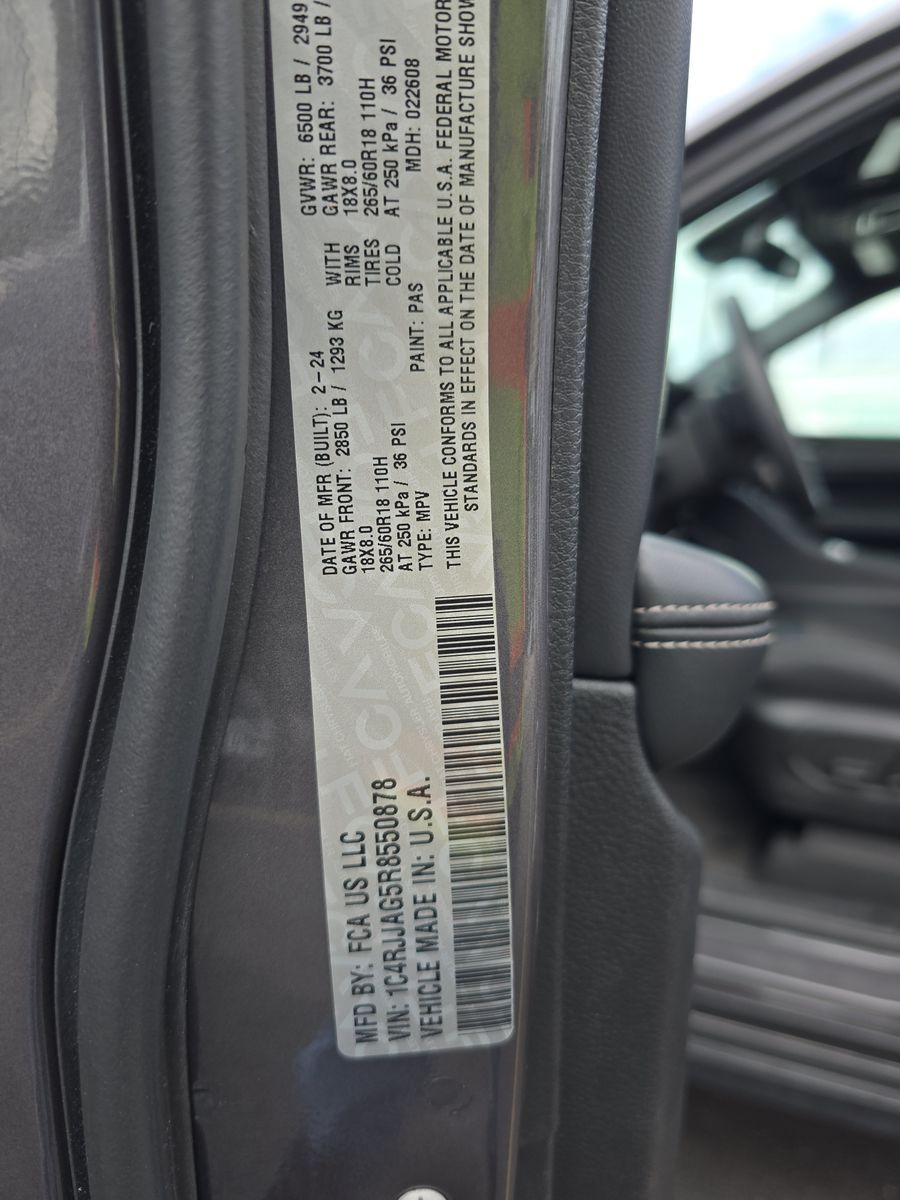 MFD BY: FCA US LLC
VIN: 1C4RJJAG5R8550878
VEHICLE MADE IN: U.S.A.
DATE OF MFR (BUILT): 2-24 GVWR: 6500 LB / 2949
GAWR FRONT: 2850 LB / 1293 KG WITH GAWR REAR: 3700 LB /
18X8.0 RIMS 18X8.0
265/60R18 110H TIRES 265/60R18 110H
AT 250 kPa / 36 PSI COLD AT 250 kPa / 36 PSI
TYPE: MPV PAINT: PAS MDH: 022608
THIS VEHICLE CONFORMS TO ALL APPLICABLE U.S.A. FEDERAL MOTOR
STANDARDS IN EFFECT ON THE DATE OF MANUFACTURE SHOW